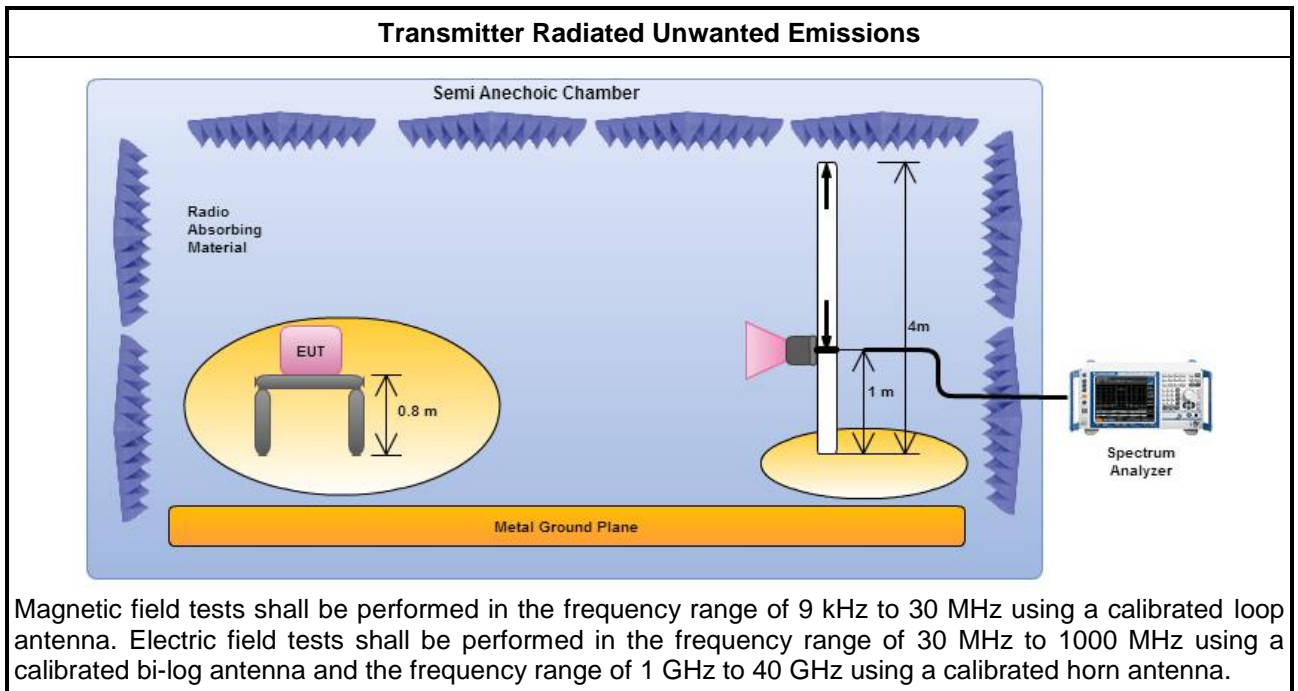 Transmitter Radiated Unwanted Emissions
Semi Anechoic Chamber
Radio
Absorbing
Material
EUT
0.8 m
4m
1 m
Spectrum
Analyzer
Metal Ground Plane
Magnetic field tests shall be performed in the frequency range of 9 kHz to 30 MHz using a calibrated loop
antenna. Electric field tests shall be performed in the frequency range of 30 MHz to 1000 MHz using a
calibrated bi-log antenna and the frequency range of 1 GHz to 40 GHz using a calibrated horn antenna.